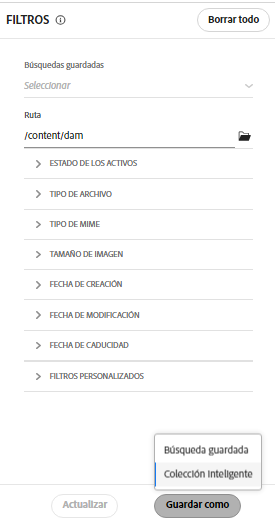 FILTROS
Borrar todo
Búsquedas guardadas
Seleccionar
Ruta
/content/dam
ESTADO DE LOS ACTIVOS
TIPO DE ARCHIVO
TIPO DE MIME
TAMAÑO DE IMAGEN
FECHA DE CREACIÓN
FECHA DE MODIFICACIÓN
FECHA DE CADUCIDAD
FILTROS PERSONALIZADOS
Búsqueda guardada
Colección Inteligente
Actualizar
Guardar como